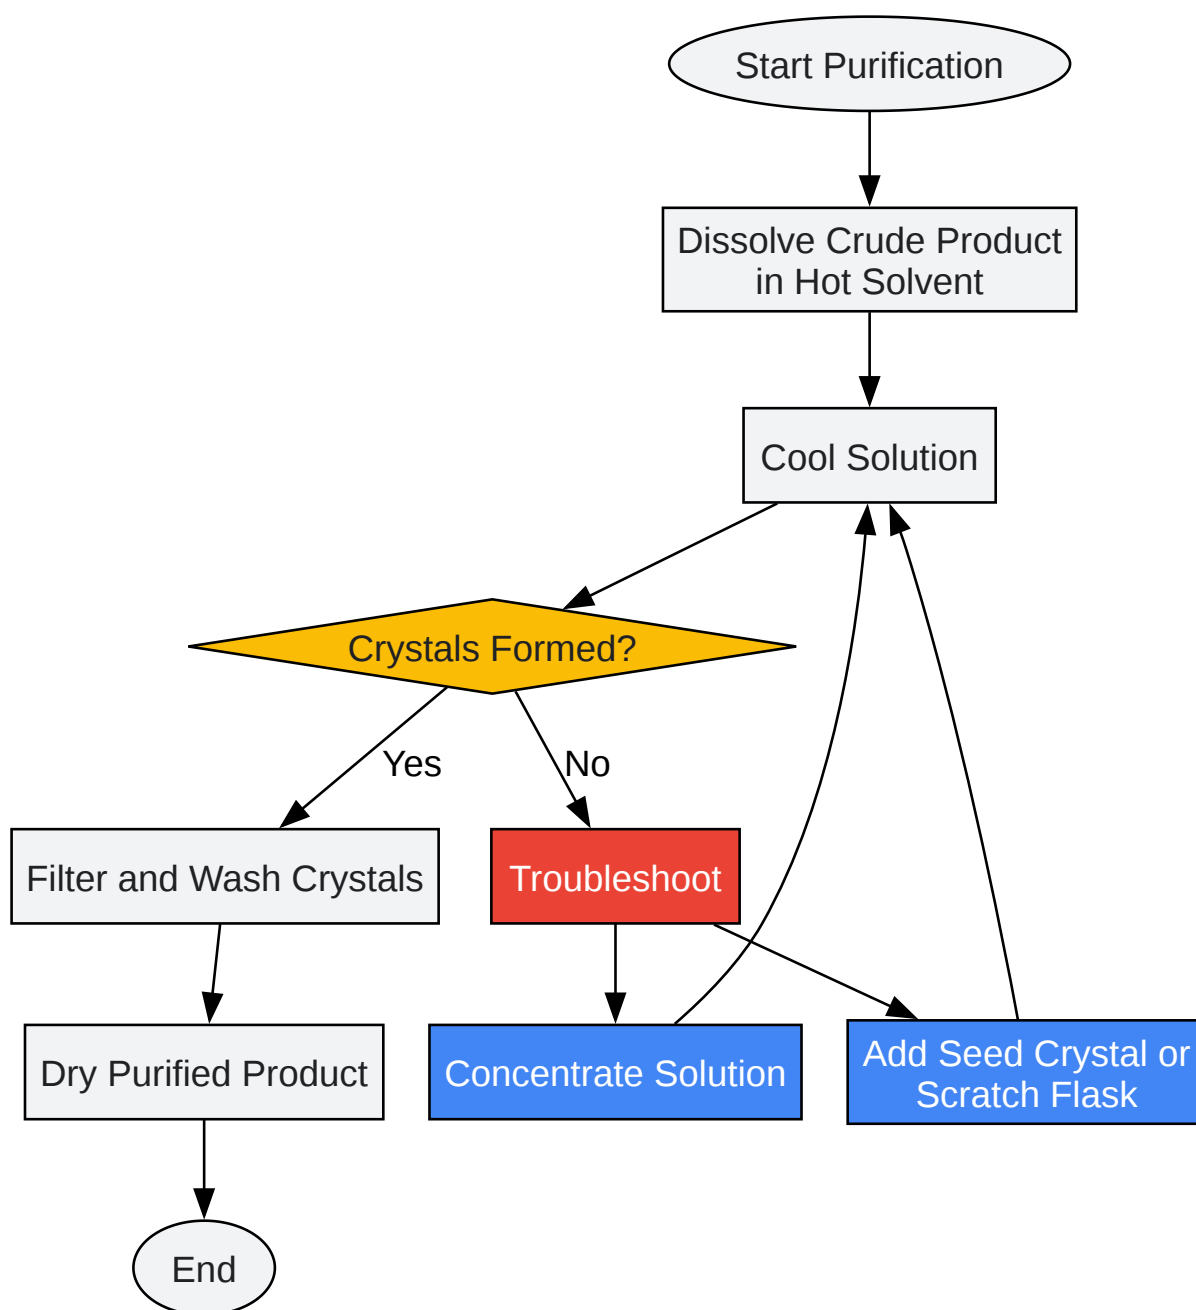 Start Purification
Dissolve Crude Product
in Hot Solvent
Cool Solution
Crystals Formed?
Yes
No
Filter and Wash Crystals
Troubleshoot
Dry Purified Product
Concentrate Solution
Add Seed Crystal or
Scratch Flask
End